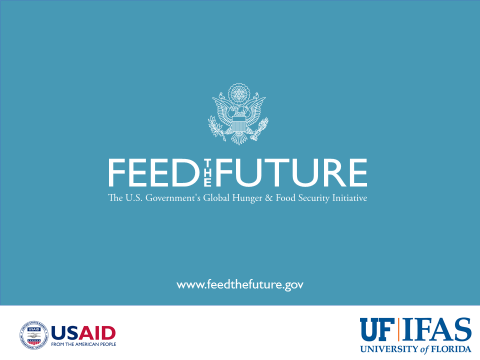 FEED THE FUTURE
The U.S. Government's Global Hunger & Food Security Initiative
www.feedthefuture.gov
USAID
FROM THE AMERICAN PEOPLE
UF|IFAS
UNIVERSITY of FLORIDA